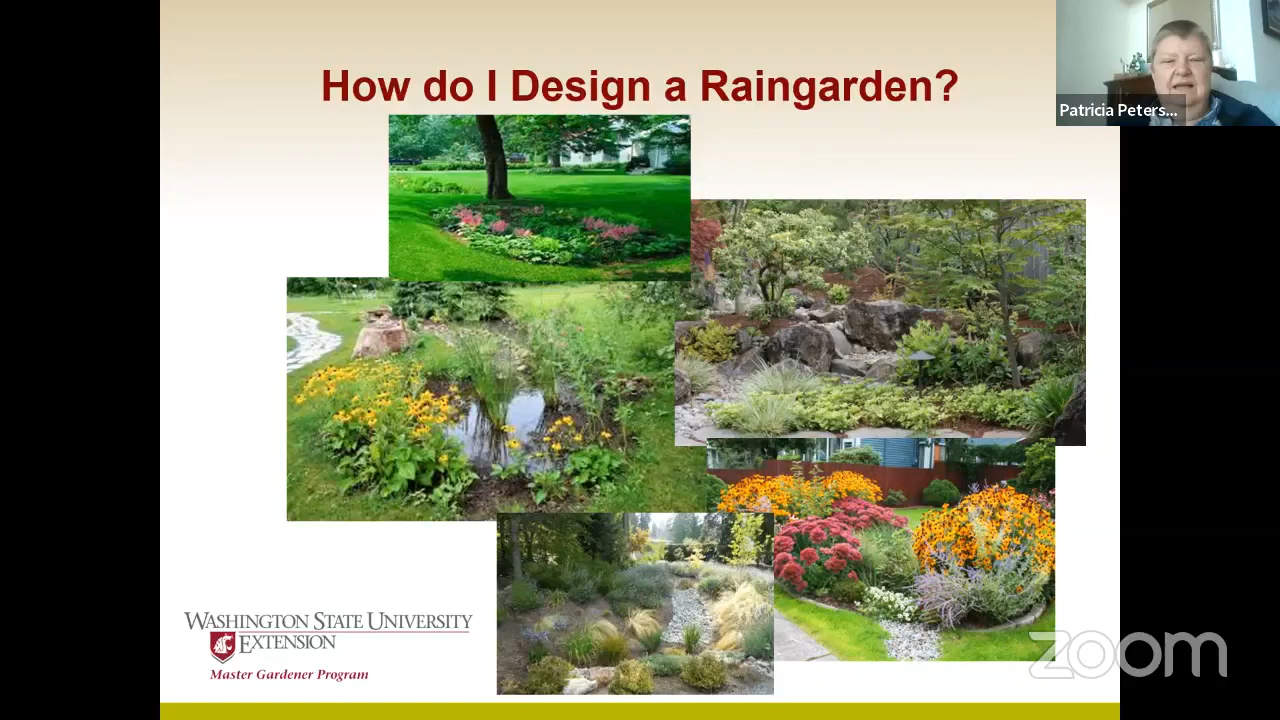 How do I Design a Raingarden?
Patricia Peters...
WASHINGTON STATE UNIVERSITY
EXTENSION
Master Gardener Program
zoom